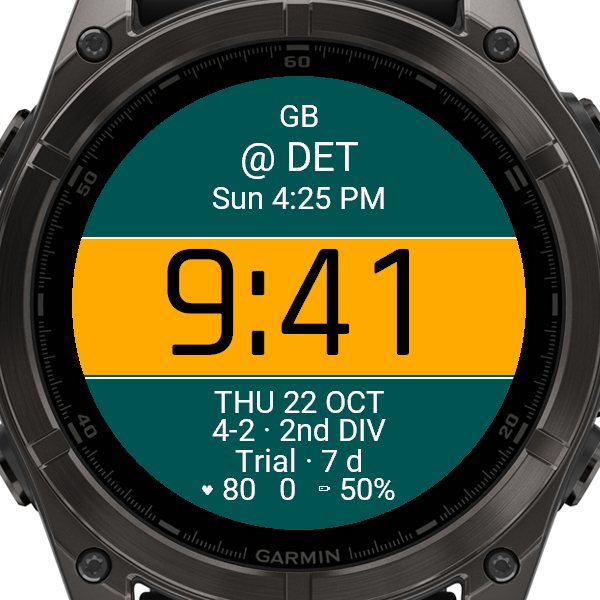 60
GB
@ DET
Sun 4:25 PM
50
9:41
THU 22 OCT
4-2 · 2nd DIV
40
20
Trial · 7 d
80 0 50%
GARMIN